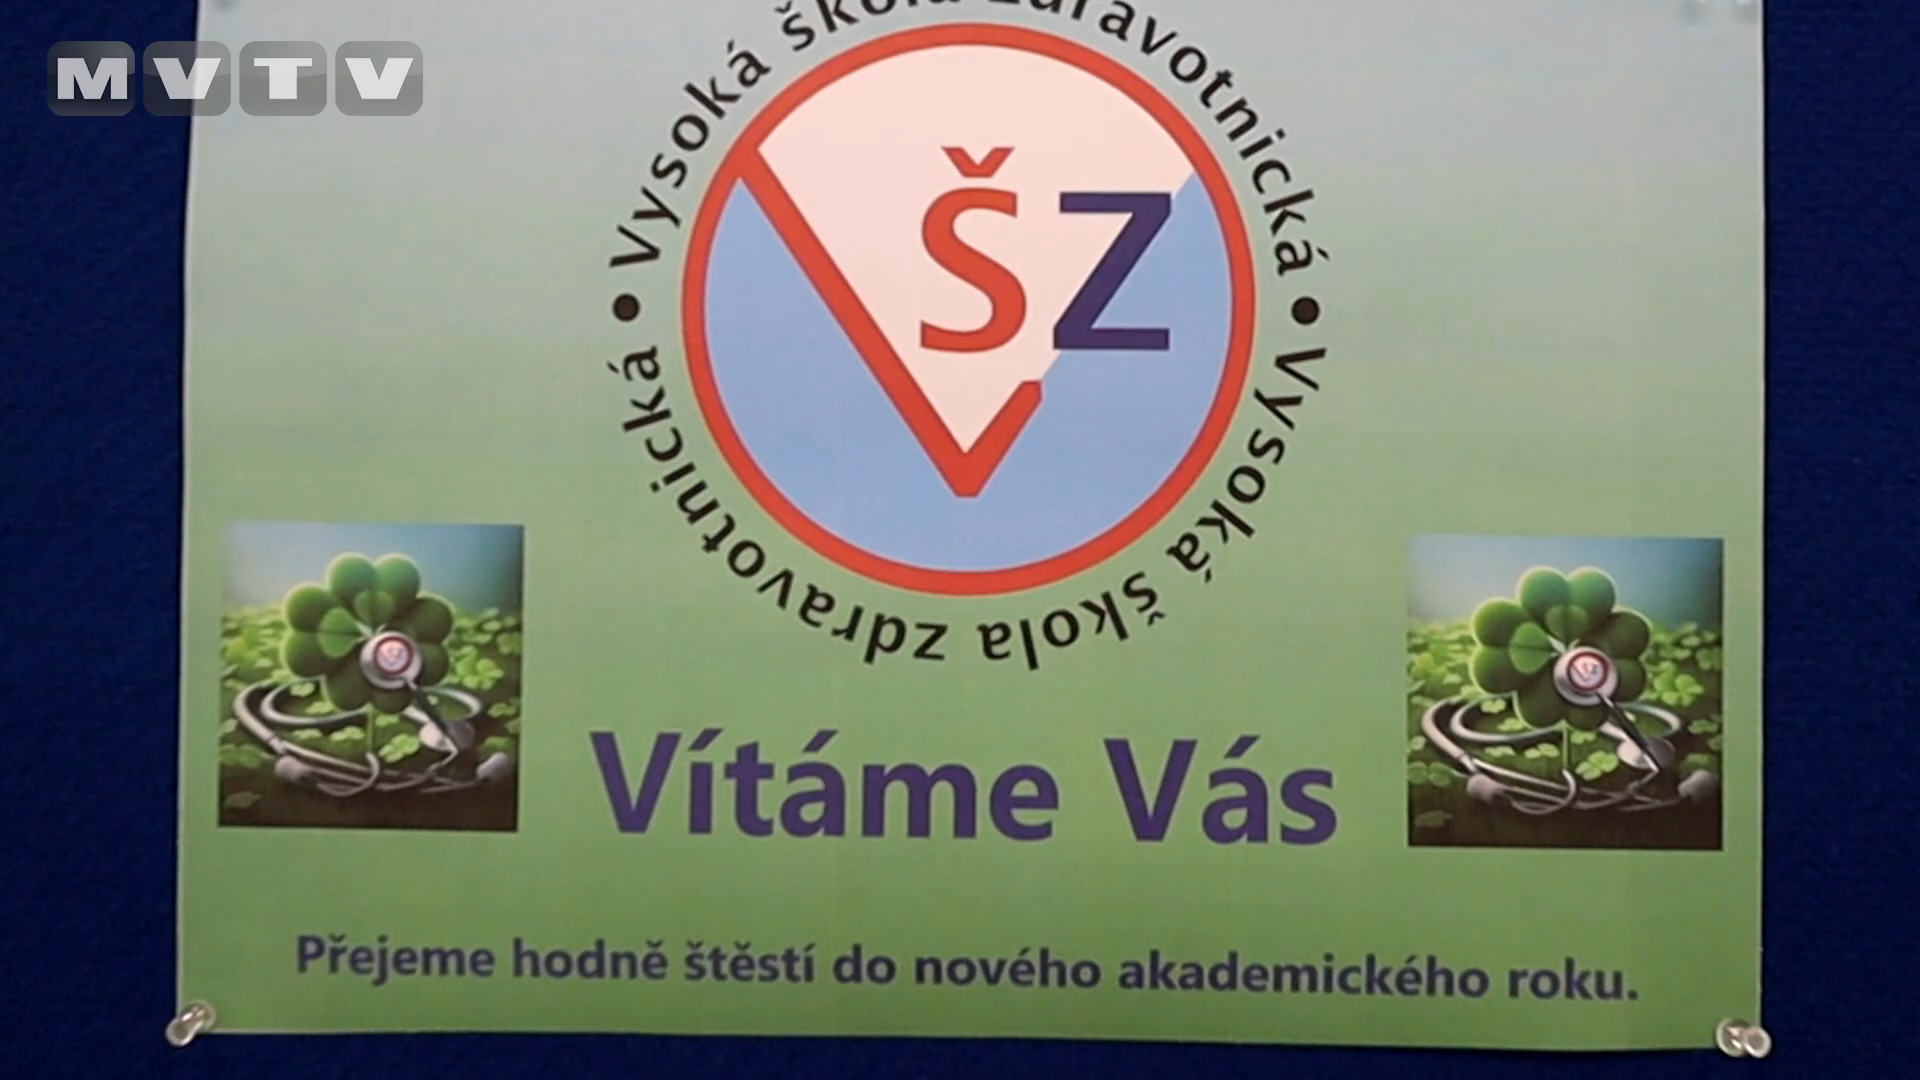 MVTV
Vysoká škola zdravotnická • Vysoká škola zdravotnická •
VŠZ
Vítáme Vás
Přejeme hodně štěstí do nového akademického roku.